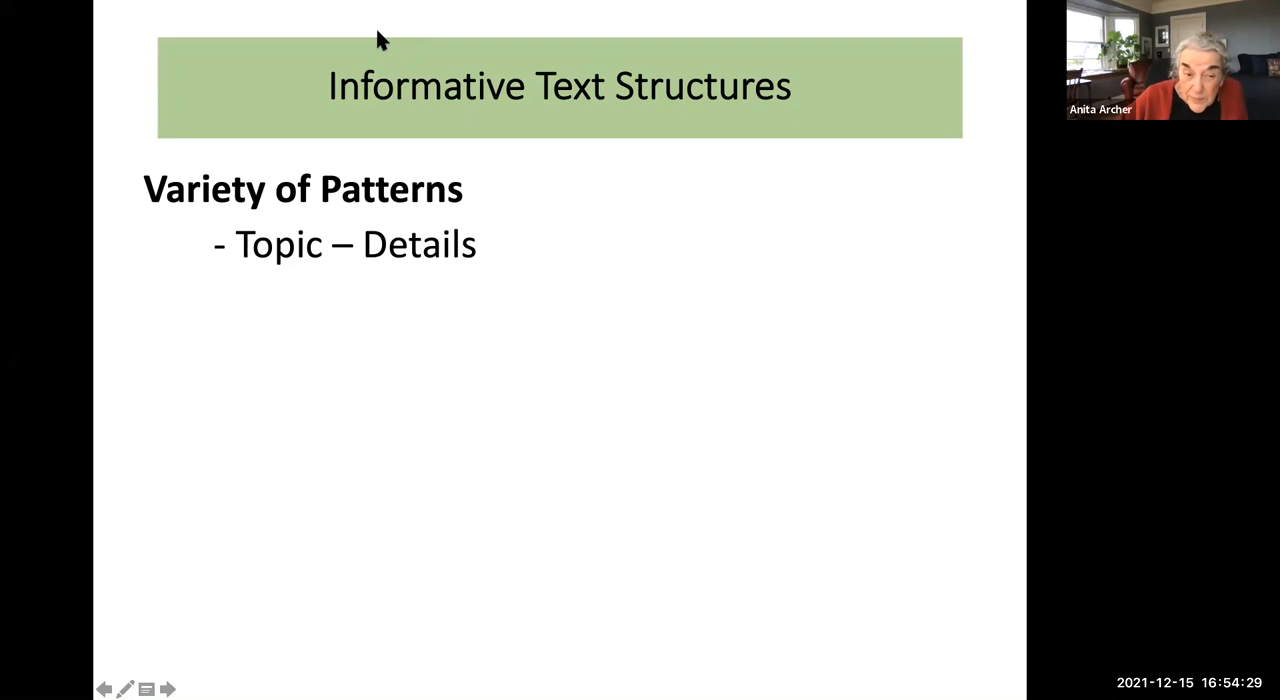 Informative Text Structures
Variety of Patterns
- Topic – Details
Anita Archer
2021-12-15 16:54:29